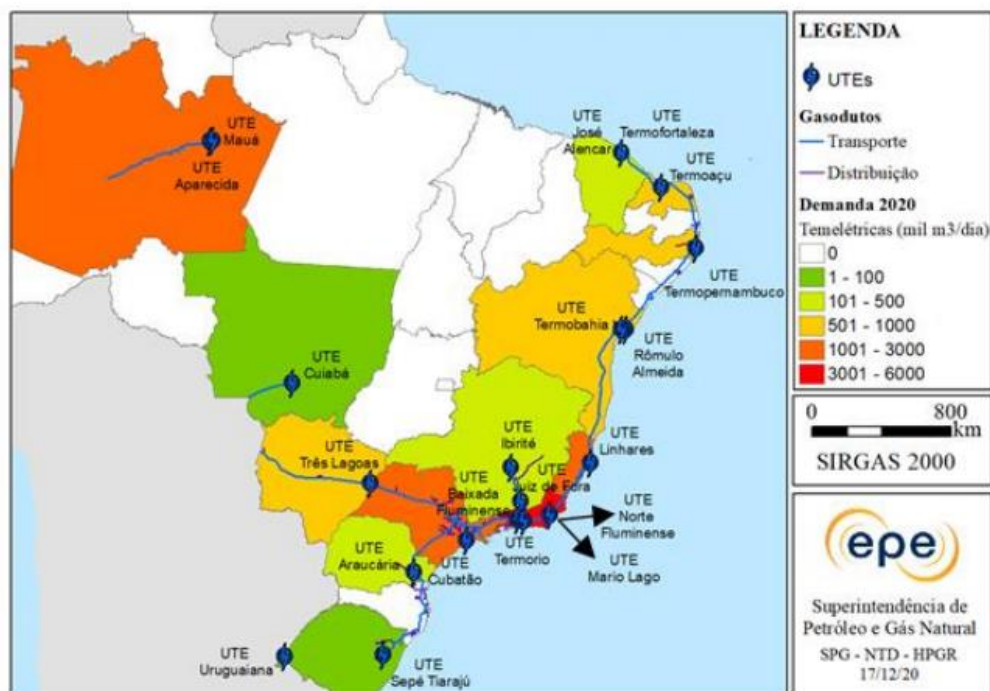 UTE
Mauá
UTE
Aparecida
UTE
José
Alencar
UTE
Termofortaleza
UTE
Termoaçu
UTE
Termopernambuco
UTE
Termobahia
UTE
Rômulo
Almeida
UTE
Cuiabá
UTE
Três Lagoas
UTE
Ibirité
UTE
Linhares
UTE
Juiz de Fora
UTE
Baixada
Fluminense
UTE
Norte
Fluminense
UTE
Termorio
UTE
Mario Lago
UTE
Araucária
UTE
Cubatão
UTE
Uruguaiana
UTE
Sepé Tiarajú
LEGENDA
UTEs
Gasodutos
Transporte
Distribuição
Demanda 2020
Temelétricas (mil m3/dia)
0
1 - 100
101 - 500
501 - 1000
1001 - 3000
3001 - 6000
0 800
km
SIRGAS 2000
epe
Superintendência de
Petróleo e Gás Natural
SPG - NTD - HPGR
17/12/20